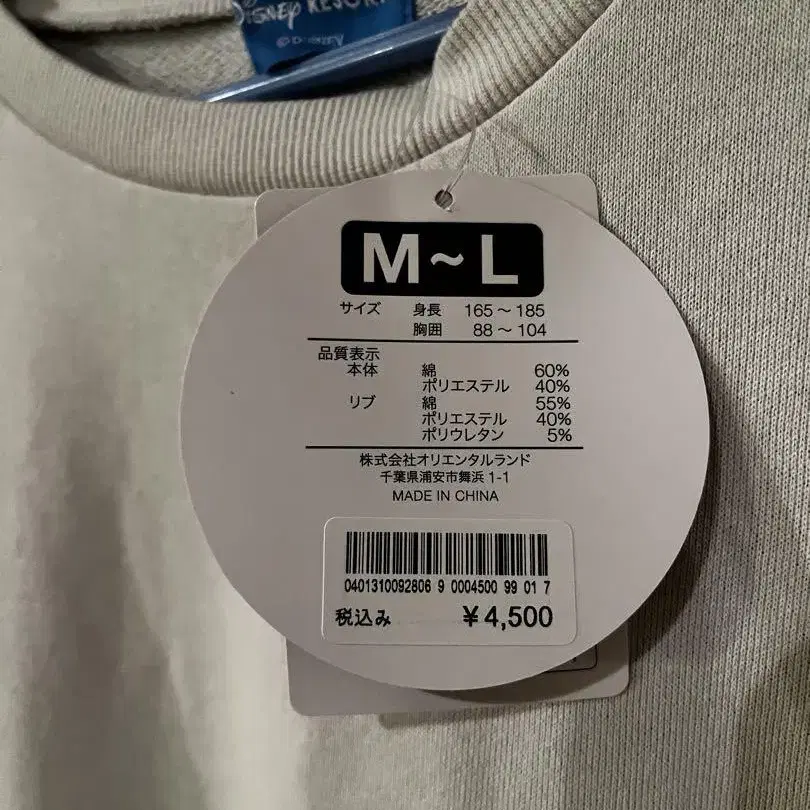 DISNEY RESORT
© DISNEY
M~L
サイズ 身長 165~185
胸囲 88~104
品質表示
本体 綿 60%
ポリエステル 40%
リブ 綿 55%
ポリエステル 40%
ポリウレタン 5%
株式会社オリエンタルランド
千葉県浦安市舞浜1-1
MADE IN CHINA
0401310092806 9 0004500 99 01 7
税込み ¥4,500